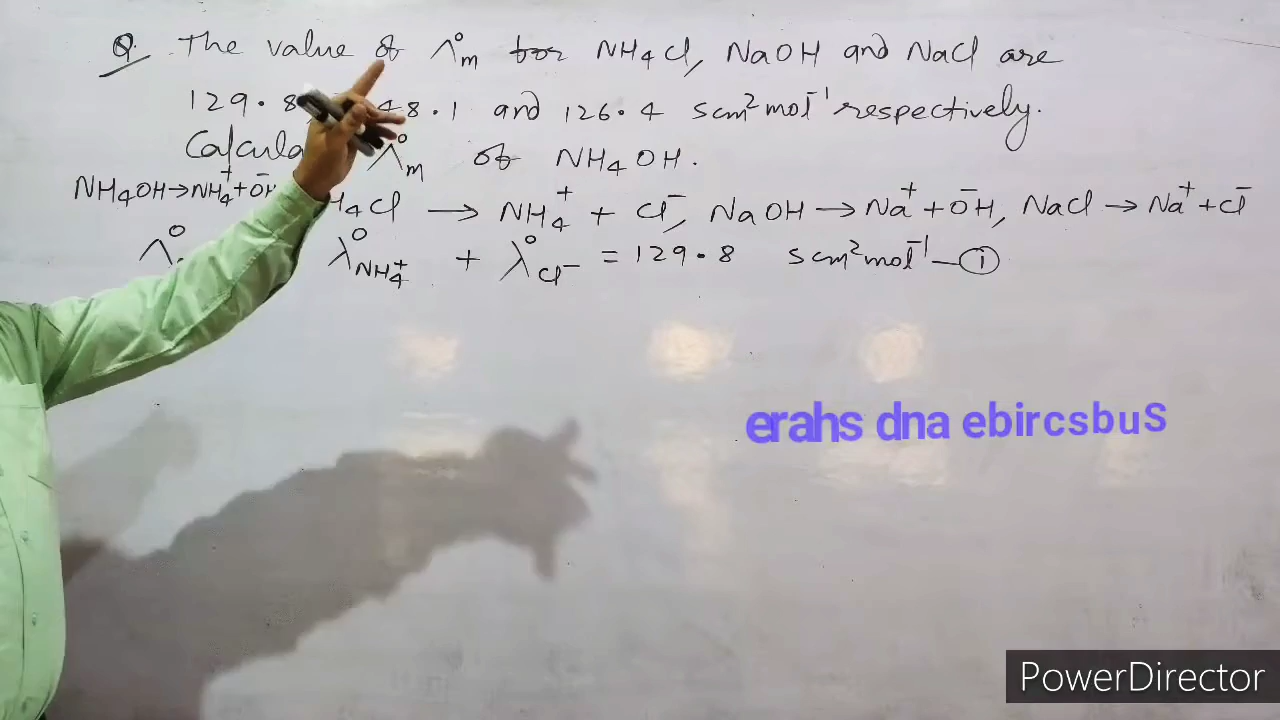 Q. The value of Λ°m for NH4Cl, NaOH and NaCl are
129.8 48.1 and 126.4 Scm²mol⁻¹ respectively.
Λ°m of NH4OH.
NH4OH→NH4⁺+OH⁻ H4Cl → NH4⁺ + Cl⁻, NaOH → Na⁺ + OH⁻, NaCl → Na⁺ + Cl⁻
Λ° λ°NH4⁺ + λ°Cl⁻ = 129.8 Scm²mol⁻¹ — ①
erahs dna ebircsbuS
PowerDirector